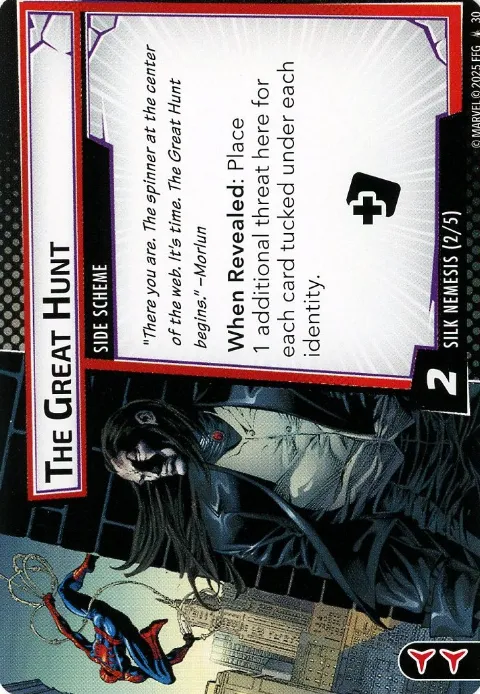 THE GREAT HUNT
SIDE SCHEME
"There you are. The spinner at the center
of the web. It's time. The Great Hunt
begins." –Morlun
When Revealed: Place
1 additional threat here for
each card tucked under each
identity.
2
SILK NEMESIS (2/5)
© MARVEL © 2025 FFG 30